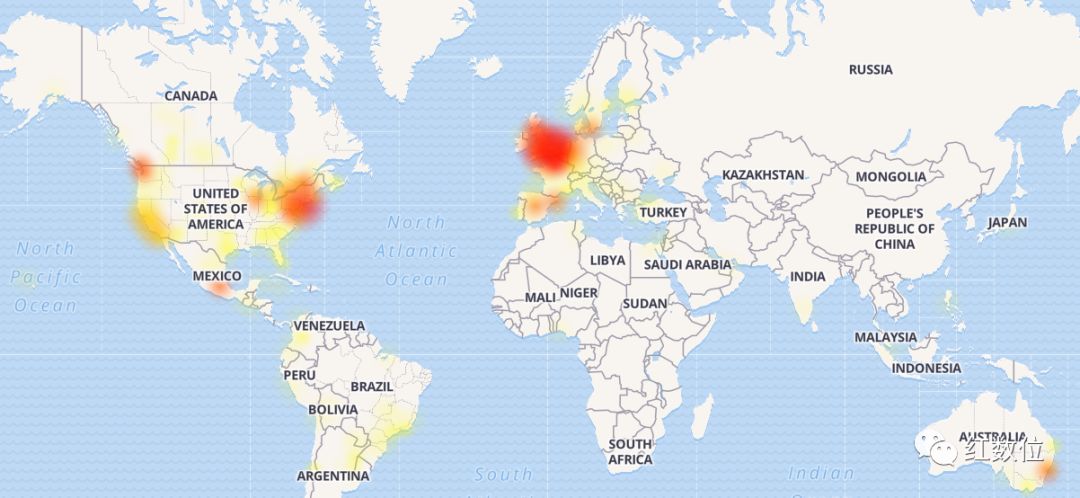 RUSSIA
CANADA
KAZAKHSTAN
MONGOLIA
UNITED
STATES OF
AMERICA
TURKEY
PEOPLE'S
REPUBLIC OF
CHINA
JAPAN
North
Pacific
Ocean
North
Atlantic
Ocean
LIBYA
SAUDI ARABIA
INDIA
MEXICO
MALI
NIGER
SUDAN
VENEZUELA
MALAYSIA
INDONESIA
PERU
BRAZIL
BOLIVIA
AUSTRALIA
红数位
SOUTH
AFRICA
ARGENTINA
South
Indian